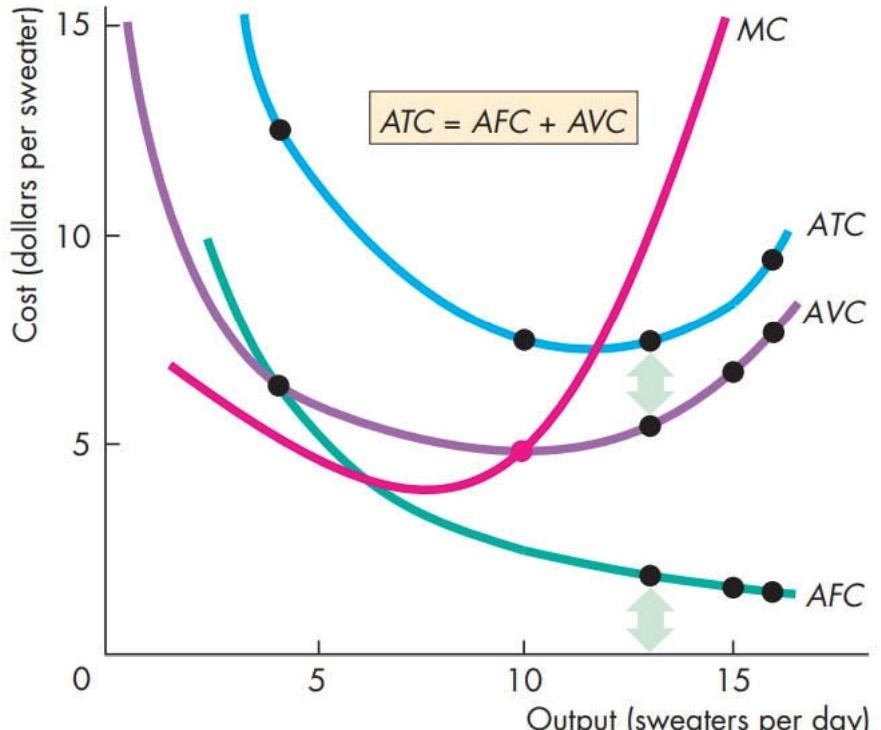 Cost (dollars per sweater)
15
10
5
0
5
10
15
Output (sweaters per day)
ATC = AFC + AVC
MC
ATC
AVC
AFC